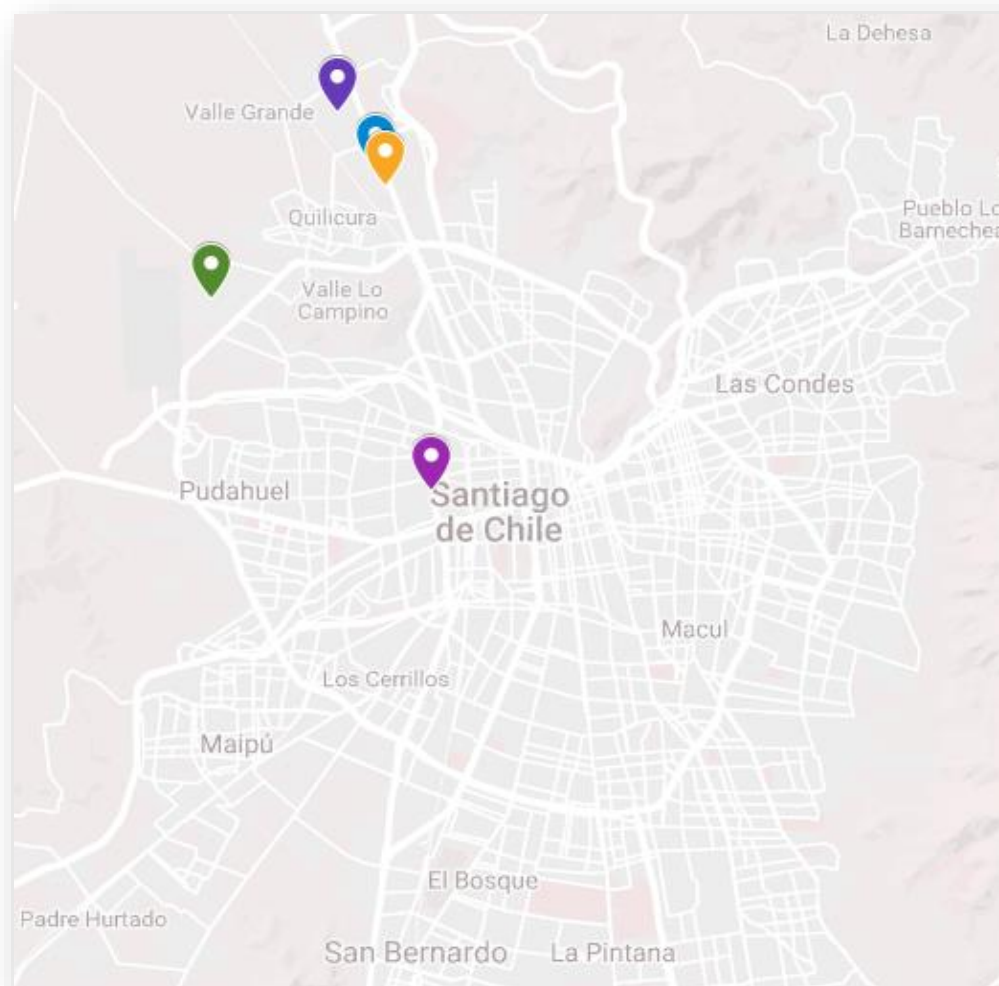 La Dehesa
Valle Grande
Pueblo Lo
Barnechea
Quilicura
Valle Lo
Campino
Las Condes
Pudahuel
Santiago
de Chile
Macul
Los Cerrillos
Maipú
El Bosque
Padre Hurtado
San Bernardo
La Pintana